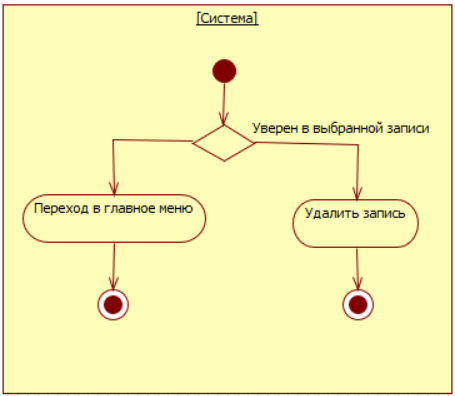 [Система]
Уверен в выбранной записи
Переход в главное меню
Удалить запись